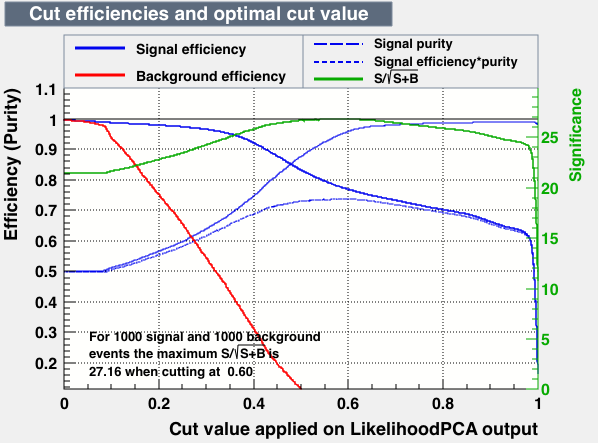 Cut efficiencies and optimal cut value
Signal efficiency
Background efficiency
Signal purity
Signal efficiency*purity
S/√S+B
Efficiency (Purity)
1.1
1
0.9
0.8
0.7
0.6
0.5
0.4
0.3
0.2
For 1000 signal and 1000 background
events the maximum S/√S+B is
27.16 when cutting at 0.60
0
0.2
0.4
0.6
0.8
1
Cut value applied on LikelihoodPCA output
Significance
25
20
15
10
5
0